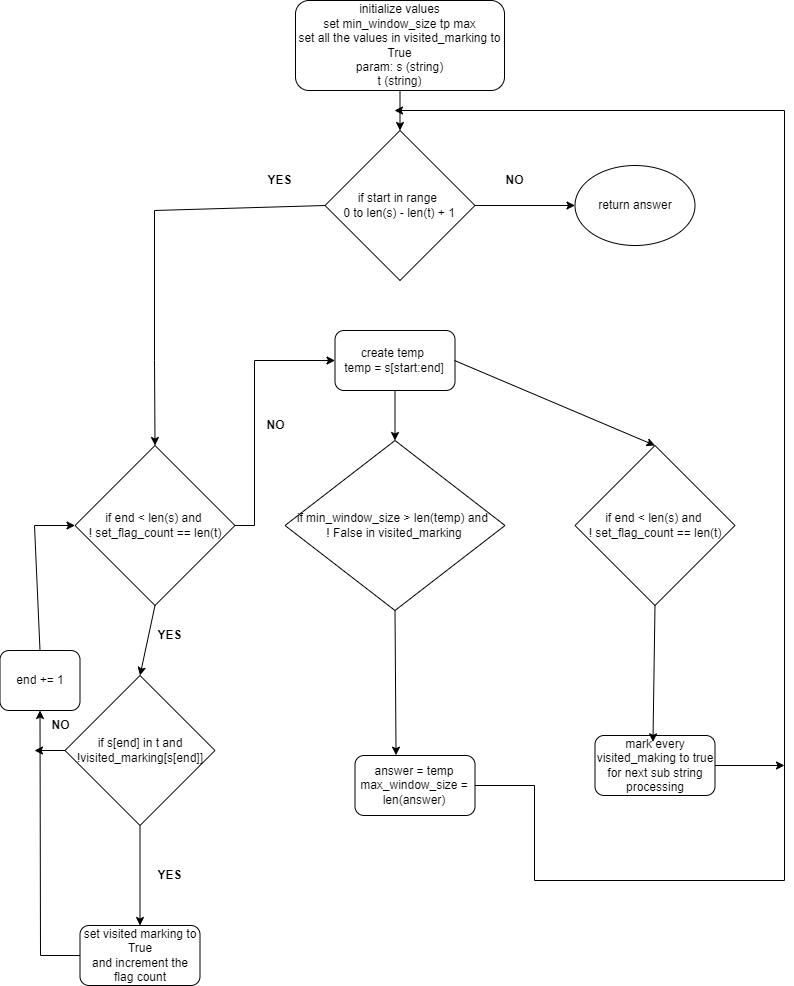 initialize values
set min_window_size tp max
set all the values in visited_marking to
True
param: s (string)
t (string)
YES
NO
if start in range
0 to len(s) - len(t) + 1
return answer
create temp
temp = s[start:end]
NO
if end < len(s) and
! set_flag_count == len(t)
if min_window_size > len(temp) and
! False in visited_marking
if end < len(s) and
! set_flag_count == len(t)
YES
end += 1
NO
if s[end] in t and
!visited_marking[s[end]]
answer = temp
max_window_size =
len(answer)
mark every
visited_making to true
for next sub string
processing
YES
set visited marking to
True
and increment the
flag count